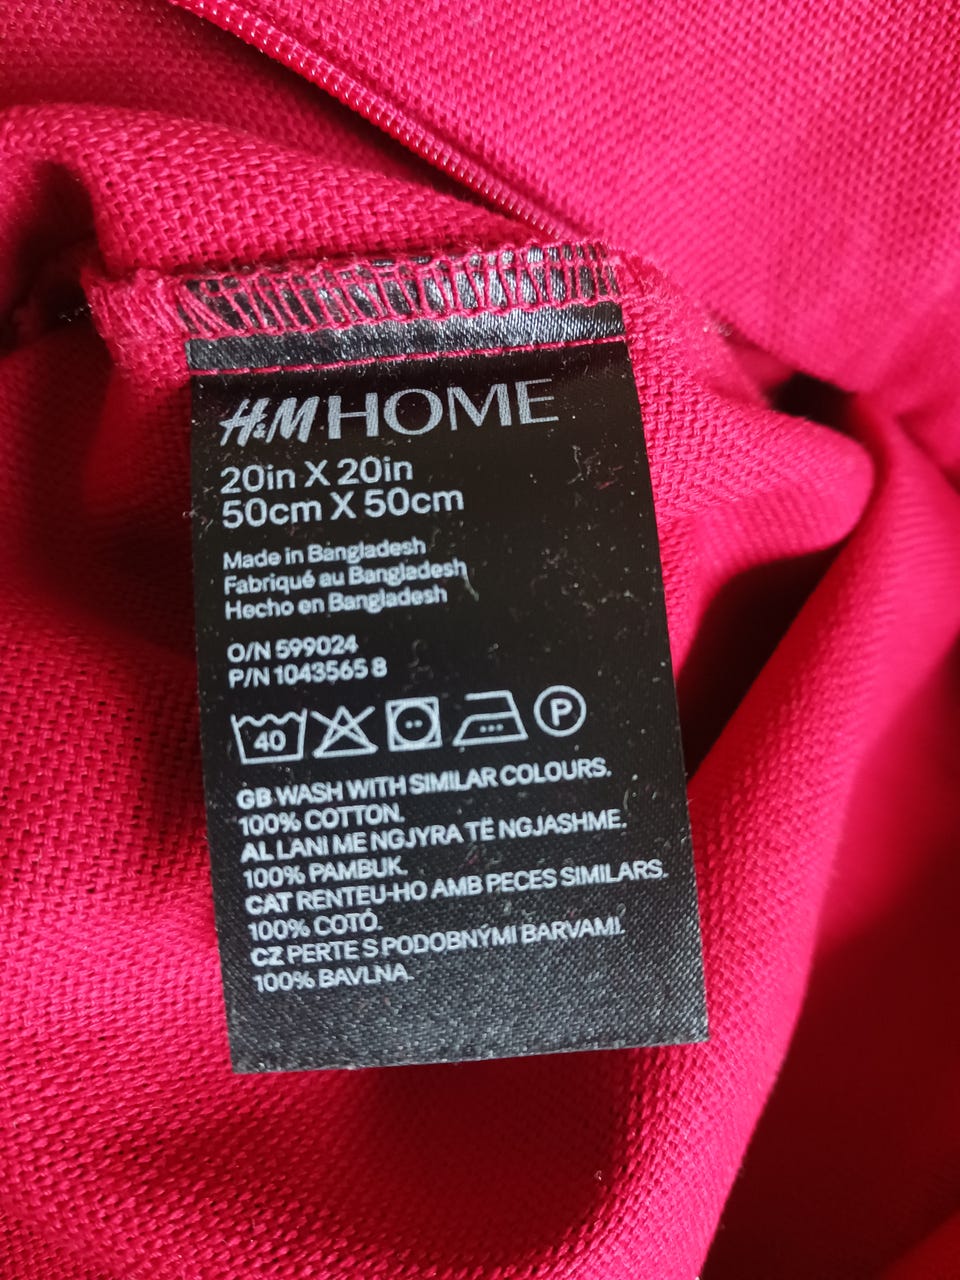 H&M HOME
20in X 20in
50cm X 50cm
Made in Bangladesh
Fabriqué au Bangladesh
Hecho en Bangladesh
O/N 599024
P/N 1043565 8
40 P
GB WASH WITH SIMILAR COLOURS.
100% COTTON.
AL LANI ME NGJYRA TË NGJASHME.
100% PAMBUK.
CAT RENTEU-HO AMB PECES SIMILARS.
100% COTÓ.
CZ PERTE S PODOBNÝMI BARVAMI.
100% BAVLNA.